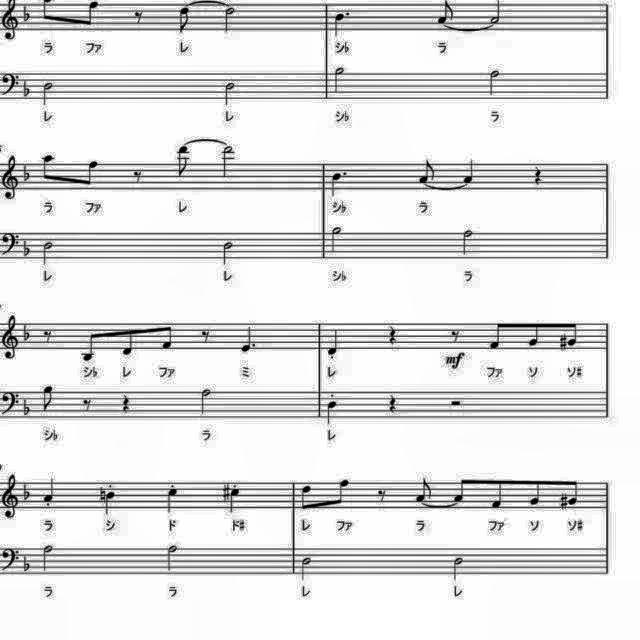 ラ ファ レ シ♭ ラ
レ レ シ♭ ラ
ラ ファ レ シ♭ ラ
レ レ シ♭ ラ
シ♭ レ ファ ミ レ mf ファ ソ ソ♯
シ♭ ラ レ
ラ シ ド ド♯ レ ファ ラ ファ ソ ソ♯
ラ ラ レ レ